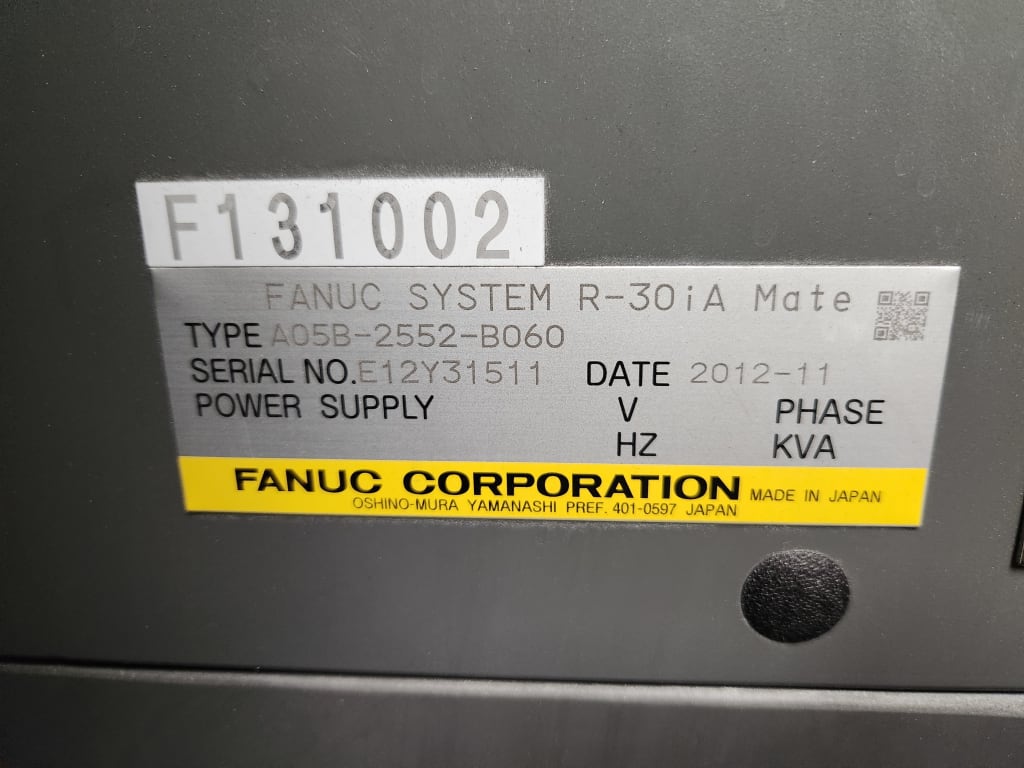 F131002
FANUC SYSTEM R-30iA Mate
TYPE A05B-2552-B060
SERIAL NO. E12Y31511 DATE 2012-11
POWER SUPPLY V PHASE
HZ KVA
FANUC CORPORATION MADE IN JAPAN
OSHINO-MURA YAMANASHI PREF. 401-0597 JAPAN